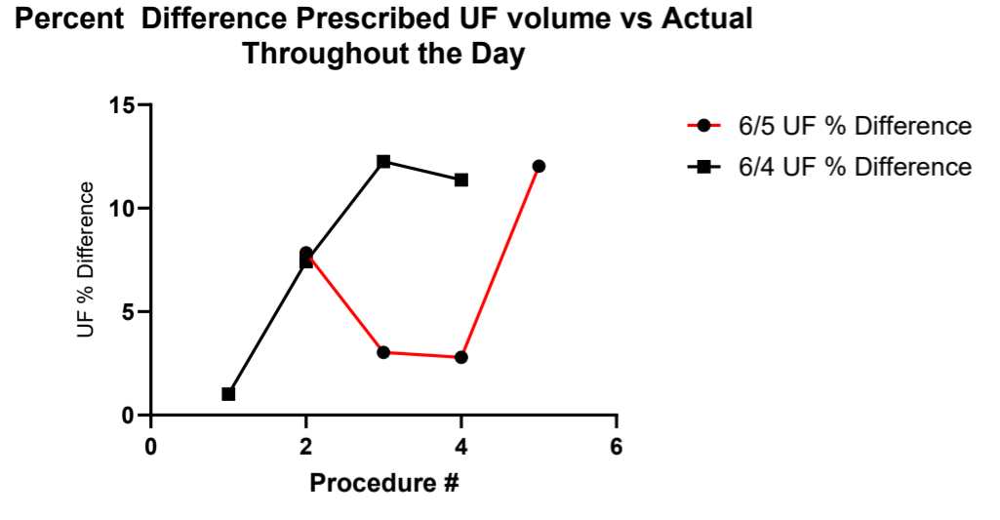 Percent  Difference Prescribed UF volume vs Actual
Throughout the Day
15
10
5
0
UF % Difference
0 2 4 6
Procedure #
6/5 UF % Difference
6/4 UF % Difference